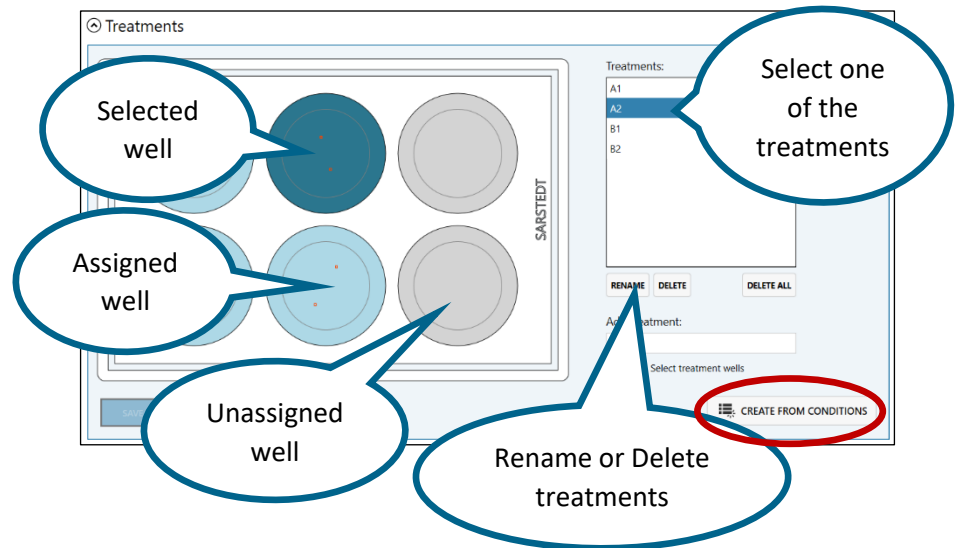 Treatments
Selected
well
Assigned
well
Unassigned
well
SARSTEDT
Treatments:
A1
A2
B1
B2
Select one
of the
treatments
RENAME DELETE DELETE ALL
Select treatment wells
CREATE FROM CONDITIONS
Rename or Delete
treatments